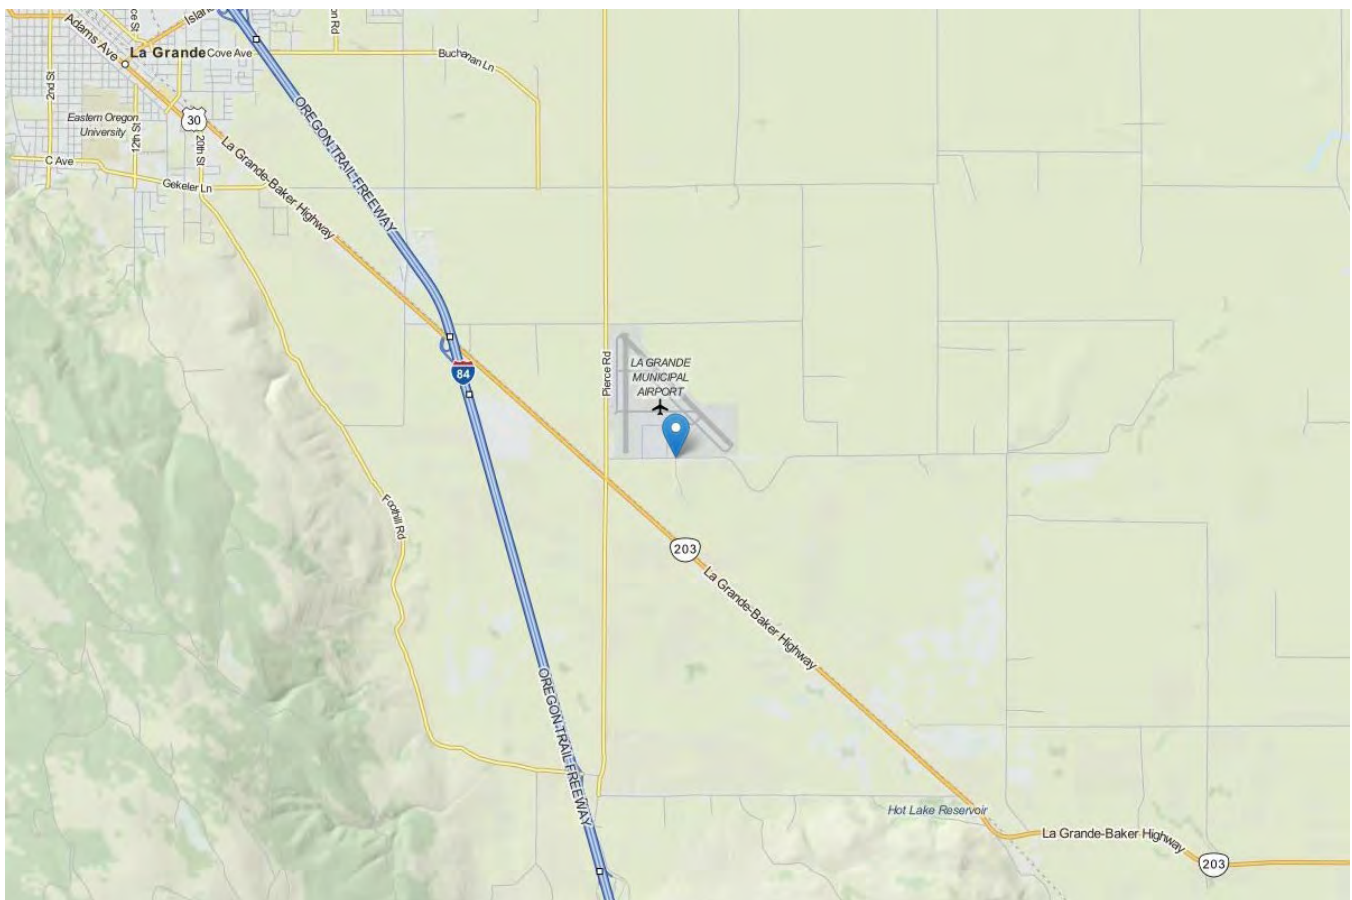 Island
Adams Ave
La Grande
Cove Ave
Buchanan Ln
2nd St
Eastern Oregon
University
12th St
30
20th St
C Ave
Gekeler Ln
La Grande-Baker Highway
OREGON TRAIL FREEWAY
84
Pierce Rd
LA GRANDE
MUNICIPAL
AIRPORT
Foothill Rd
203
La Grande-Baker Highway
OREGON TRAIL FREEWAY
Hot Lake Reservoir
La Grande-Baker Highway
203